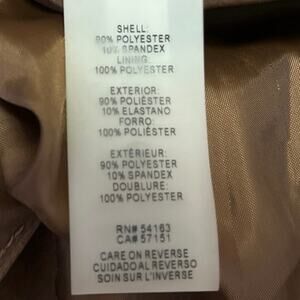 SHELL:
90% POLYESTER
10% SPANDEX
LINING:
100% POLYESTER
EXTERIOR:
90% POLIÉSTER
10% ELASTANO
FORRO:
100% POLIÉSTER
EXTÉRIEUR:
90% POLYESTER
10% SPANDEX
DOUBLURE:
100% POLYESTER
RN# 54163
CA# 57151
CARE ON REVERSE
CUIDADO AL REVERSO
SOIN SUR L'INVERSE